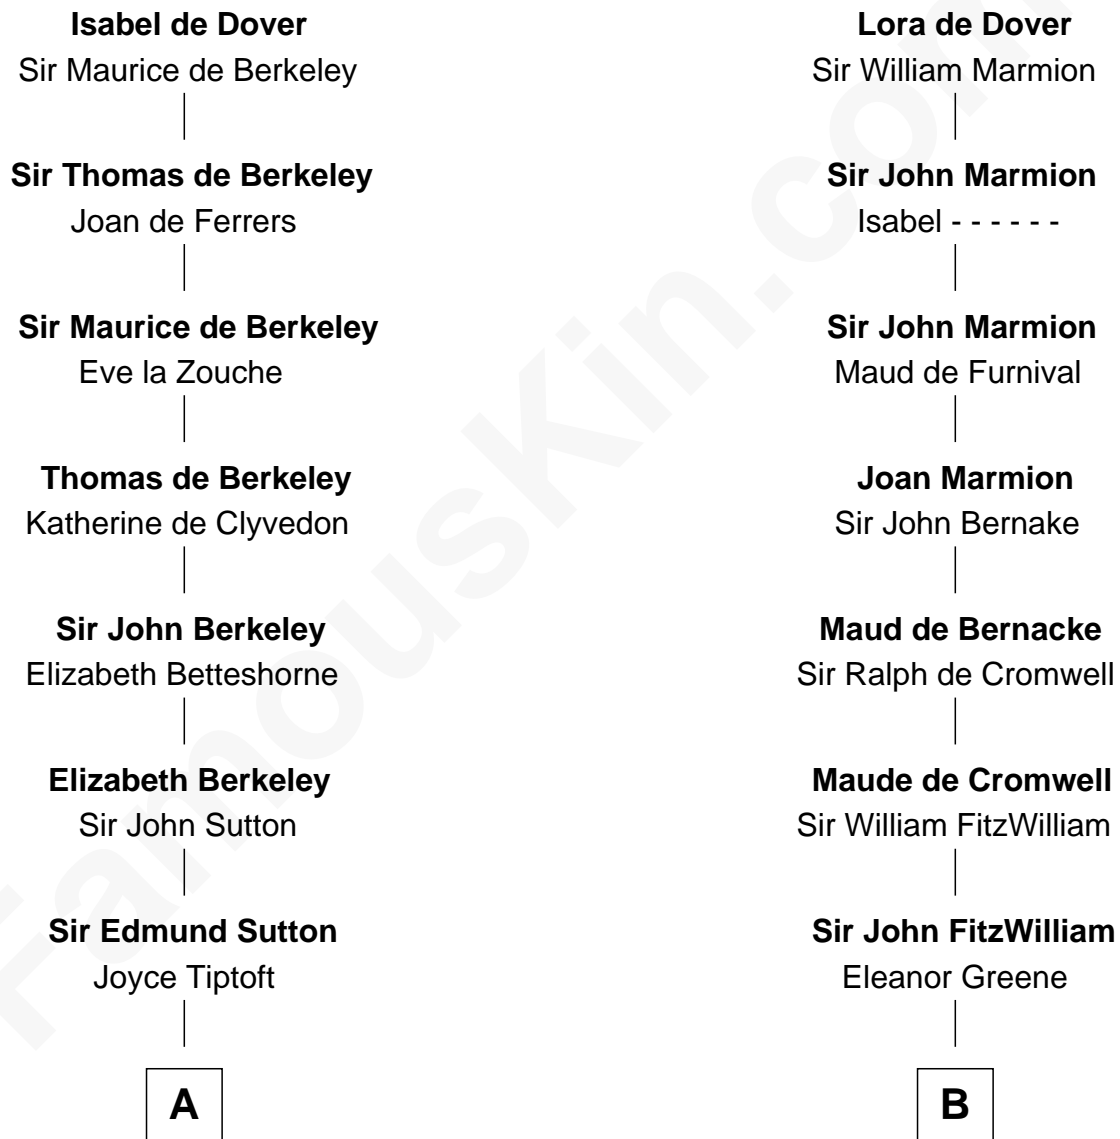 Isabel de Dover
Sir Maurice de Berkeley
Sir Thomas de Berkeley
Joan de Ferrers
Sir Maurice de Berkeley
Eve la Zouche
Thomas de Berkeley
Katherine de Clyvedon
Sir John Berkeley
Elizabeth Betteshorne
Elizabeth Berkeley
Sir John Sutton
Sir Edmund Sutton
Joyce Tiptoft
A
Lora de Dover
Sir William Marmion
Sir John Marmion
Isabel - - - - - -
Sir John Marmion
Maud de Furnival
Joan Marmion
Sir John Bernake
Maud de Bernacke
Sir Ralph de Cromwell
Maude de Cromwell
Sir William FitzWilliam
Sir John FitzWilliam
Eleanor Greene
B
FamousKin.com